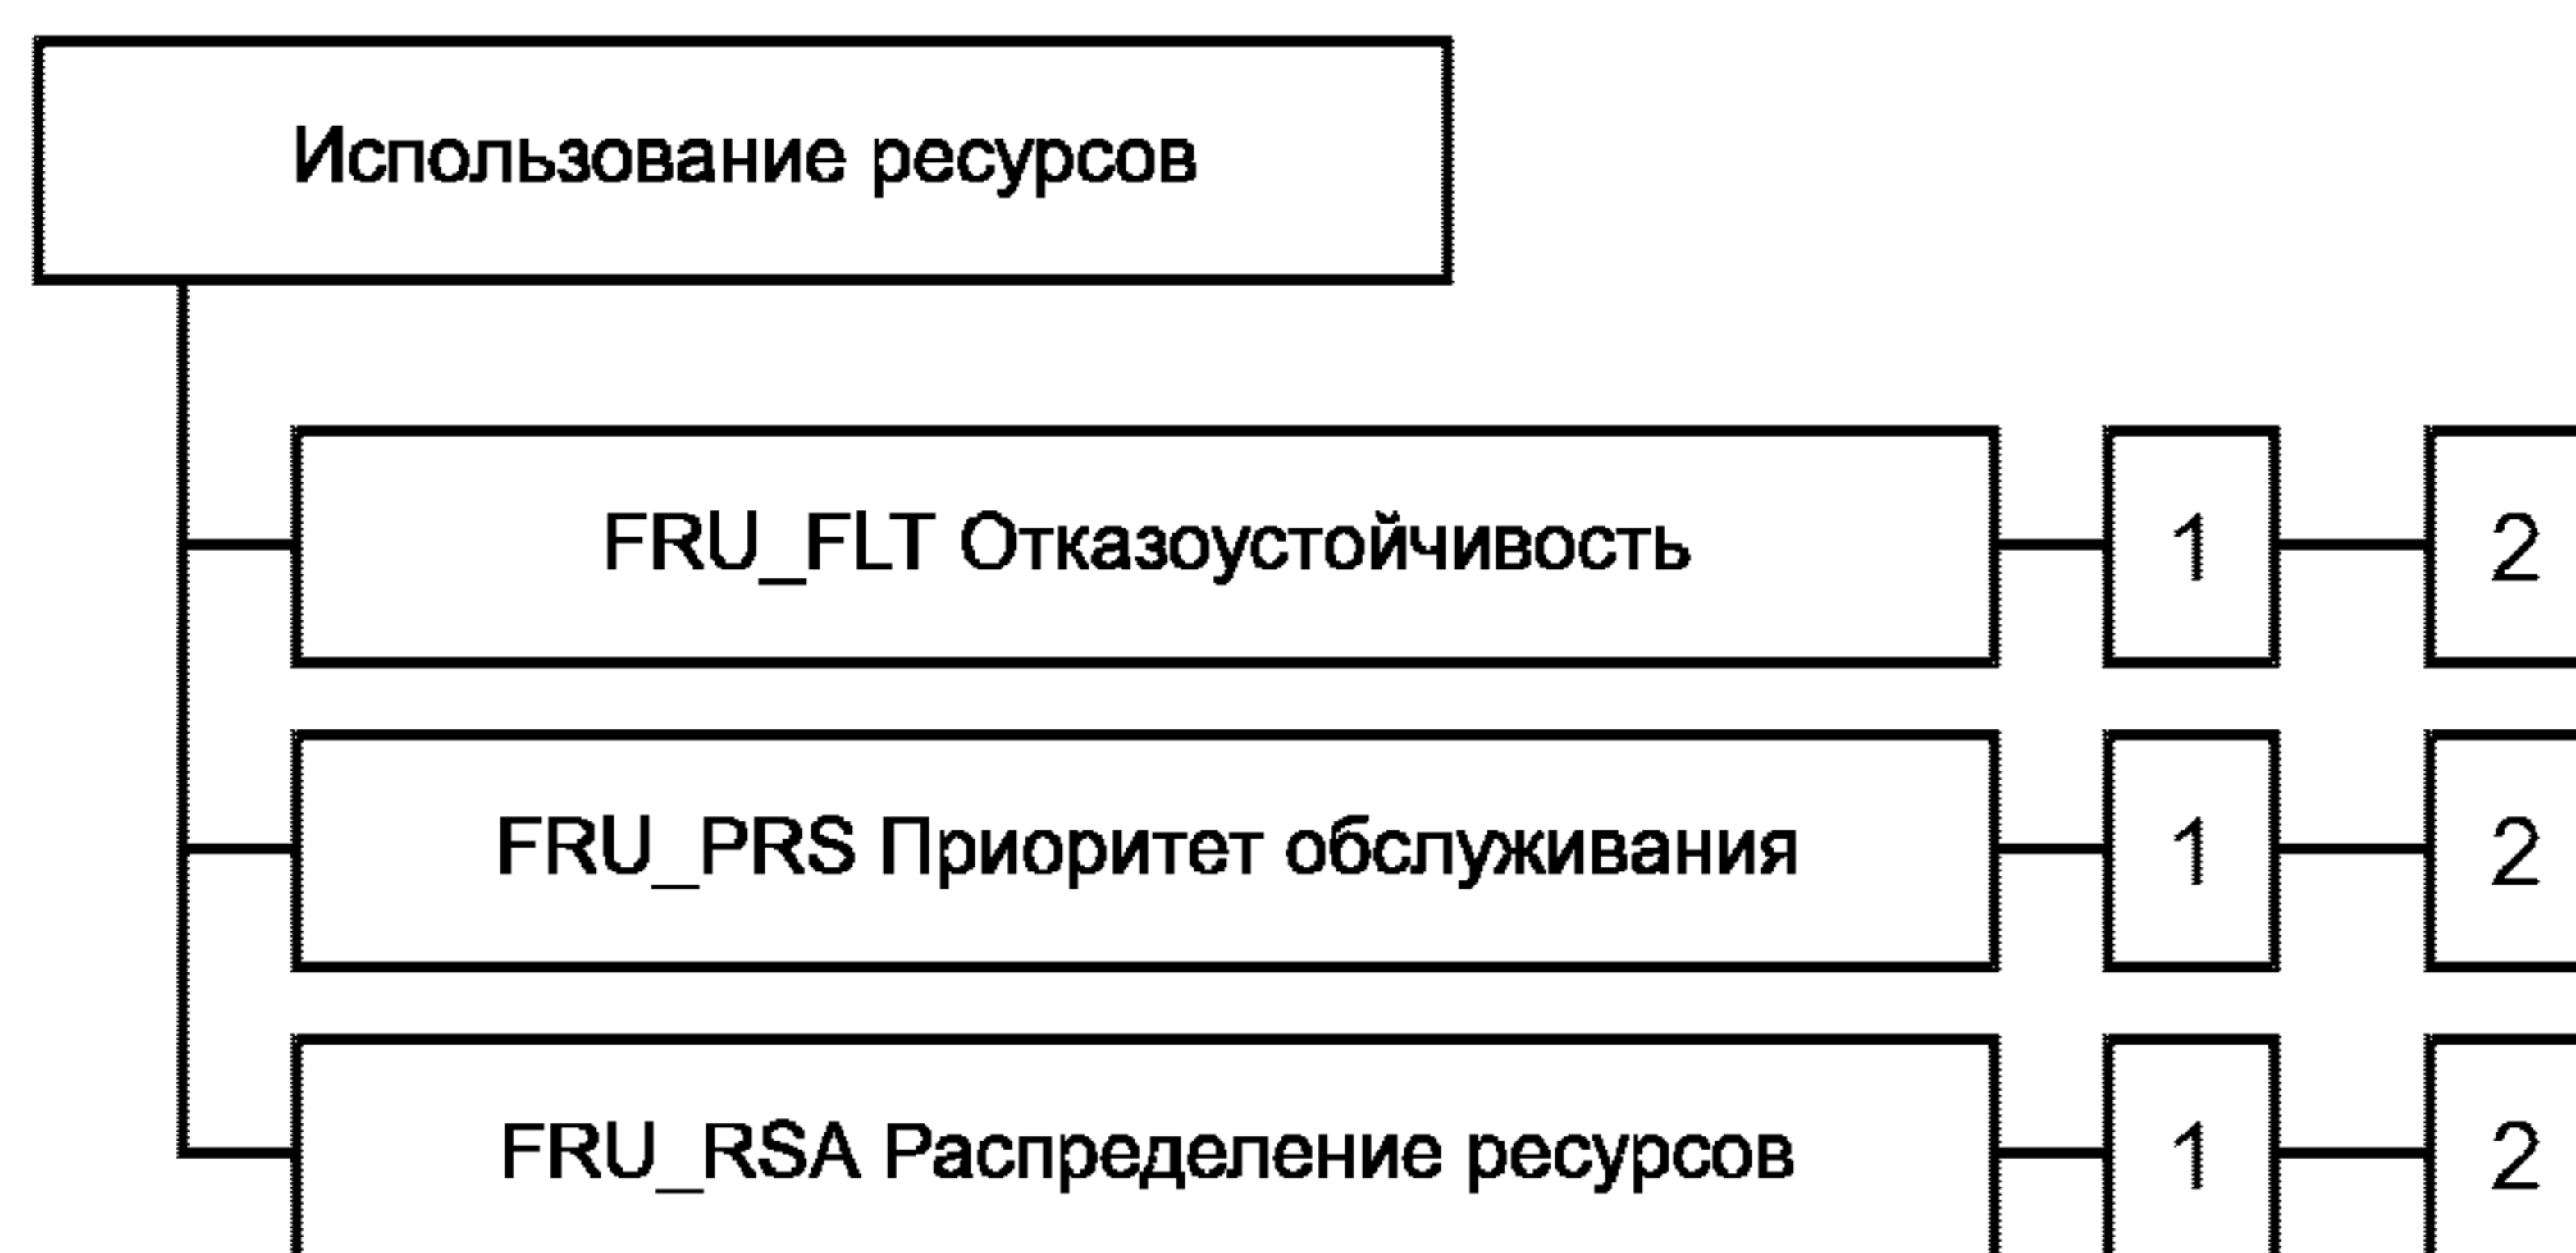 Использование ресурсов
FRU_FLT Отказоустойчивость 1 2
FRU_PRS Приоритет обслуживания 1 2
FRU_RSA Распределение ресурсов 1 2